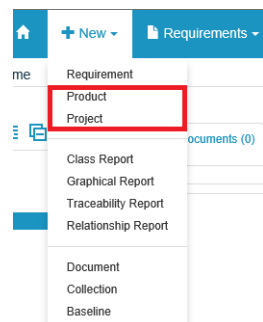 New Requirements
me
Requirement
Product
Project
ocuments (0)
Class Report
Graphical Report
Traceability Report
Relationship Report
Document
Collection
Baseline